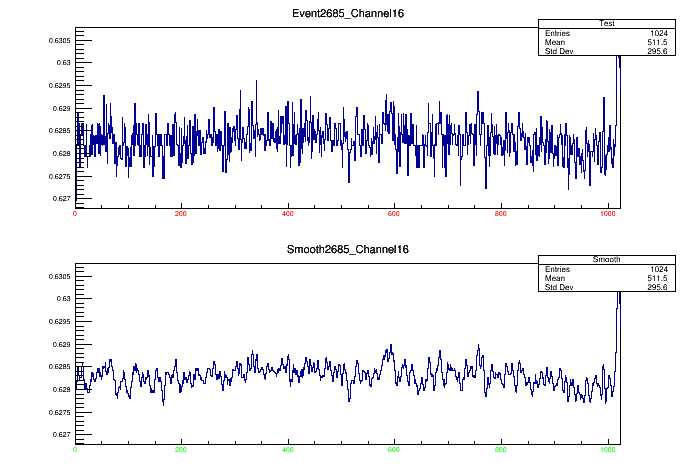 Event2685_Channel16
Test
Entries 1024
Mean 511.5
Std Dev 295.6
0.6305
0.63
0.6295
0.629
0.6285
0.628
0.6275
0.627
0 200 400 600 800 1000
Smooth2685_Channel16
Smooth
Entries 1024
Mean 511.5
Std Dev 295.6
0.6305
0.63
0.6295
0.629
0.6285
0.628
0.6275
0.627
0 200 400 600 800 1000